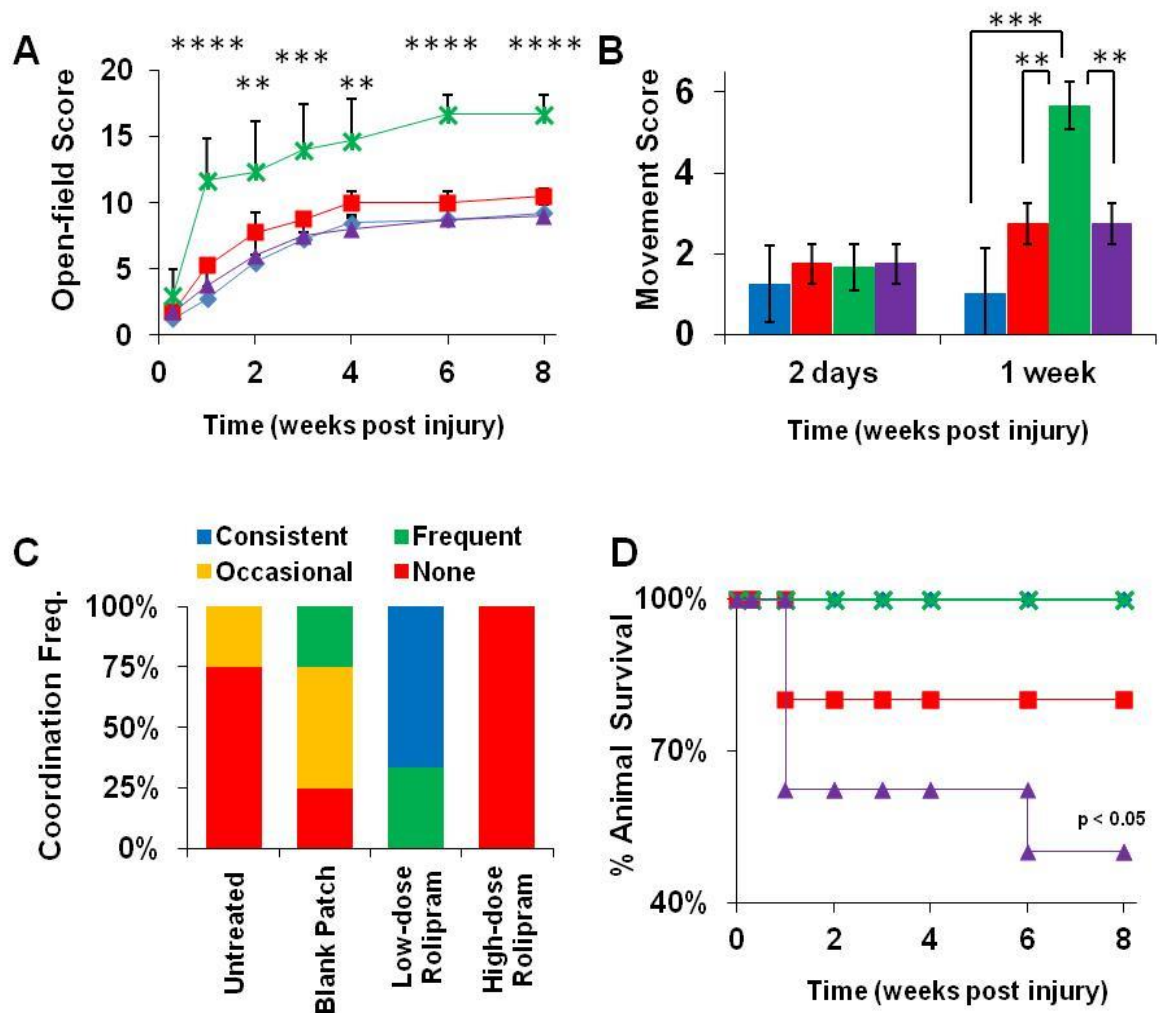 A
**** ** *** ** **** ****
Open-field Score
20
15
10
5
0
0 2 4 6 8
Time (weeks post injury)
B
***
** **
Movement Score
6
4
2
0
2 days 1 week
Time (weeks post injury)
C
Consistent Frequent
Occasional None
Coordination Freq.
100%
75%
50%
25%
0%
Untreated
Blank Patch
Low-dose
Rolipram
High-dose
Rolipram
D
% Animal Survival
100%
70%
40%
p < 0.05
0 2 4 6 8
Time (weeks post injury)